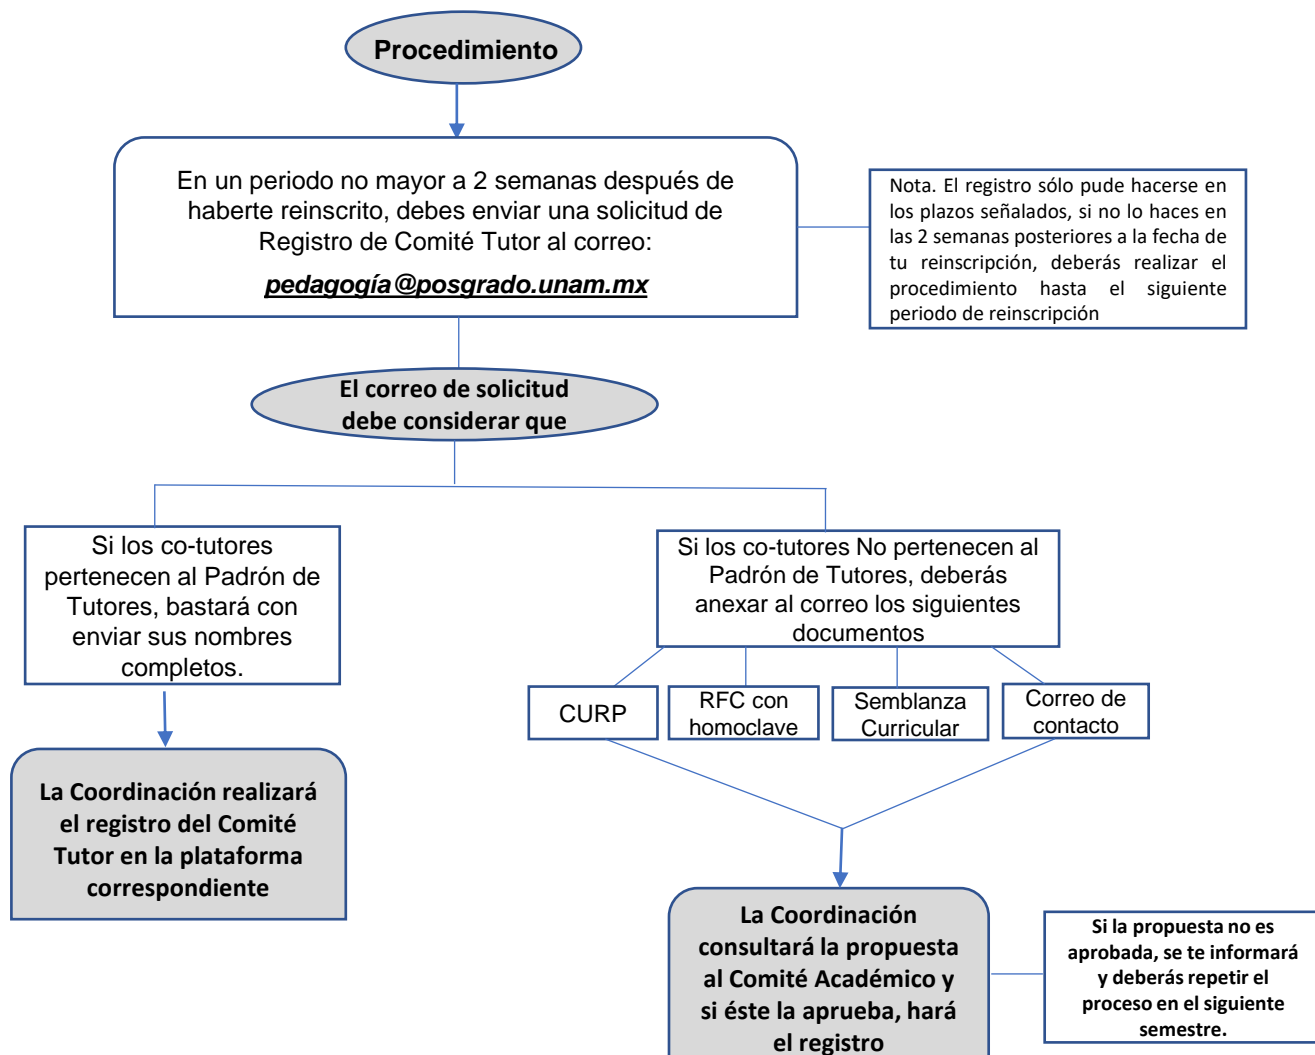 Procedimiento
En un periodo no mayor a 2 semanas después de
haberte reinscrito, debes enviar una solicitud de
Registro de Comité Tutor al correo:
pedagogía@posgrado.unam.mx
Nota. El registro sólo pude hacerse en
los plazos señalados, si no lo haces en
las 2 semanas posteriores a la fecha de
tu reinscripción, deberás realizar el
procedimiento hasta el siguiente
periodo de reinscripción
El correo de solicitud
debe considerar que
Si los co-tutores
pertenecen al Padrón de
Tutores, bastará con
enviar sus nombres
completos.
Si los co-tutores No pertenecen al
Padrón de Tutores, deberás
anexar al correo los siguientes
documentos
CURP
RFC con
homoclave
Semblanza
Curricular
Correo de
contacto
La Coordinación realizará
el registro del Comité
Tutor en la plataforma
correspondiente
La Coordinación
consultará la propuesta
al Comité Académico y
si éste la aprueba, hará
el registro
Si la propuesta no es
aprobada, se te informará
y deberás repetir el
proceso en el siguiente
semestre.